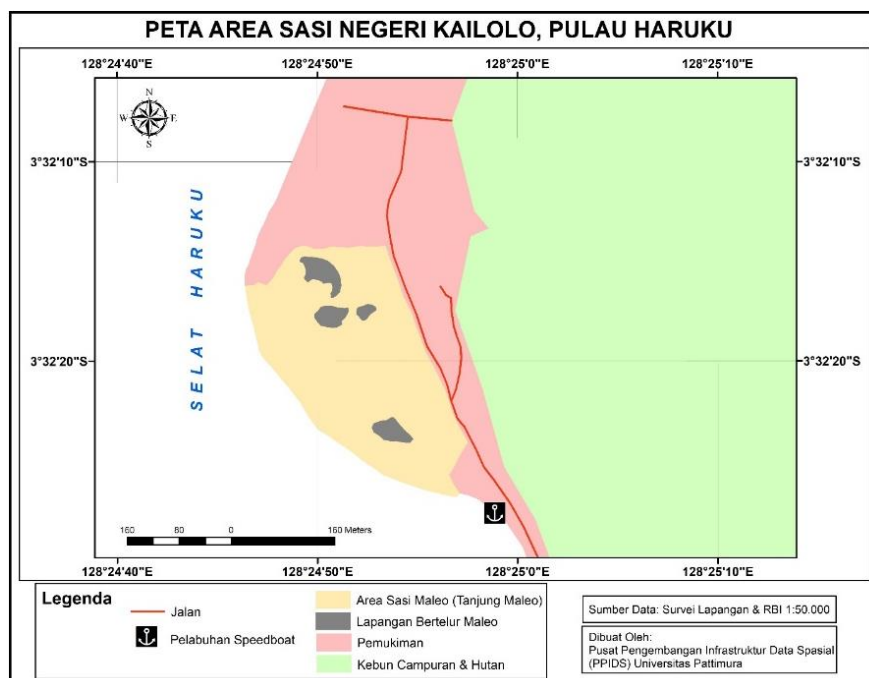 PETA AREA SASI NEGERI KAILOLO, PULAU HARUKU
128°24'40"E 128°24'50"E 128°25'0"E 128°25'10"E
N
W E
S
3°32'10"S 3°32'10"S
SELAT HARUKU
3°32'20"S 3°32'20"S
160 80 0 160 Meters
128°24'40"E 128°24'50"E 128°25'0"E 128°25'10"E
Legenda
Jalan
Pelabuhan Speedboat
Area Sasi Maleo (Tanjung Maleo)
Lapangan Bertelur Maleo
Pemukiman
Kebun Campuran & Hutan
Sumber Data: Survei Lapangan & RBI 1:50.000
Dibuat Oleh:
Pusat Pengembangan Infrastruktur Data Spasial
(PPIDS) Universitas Pattimura